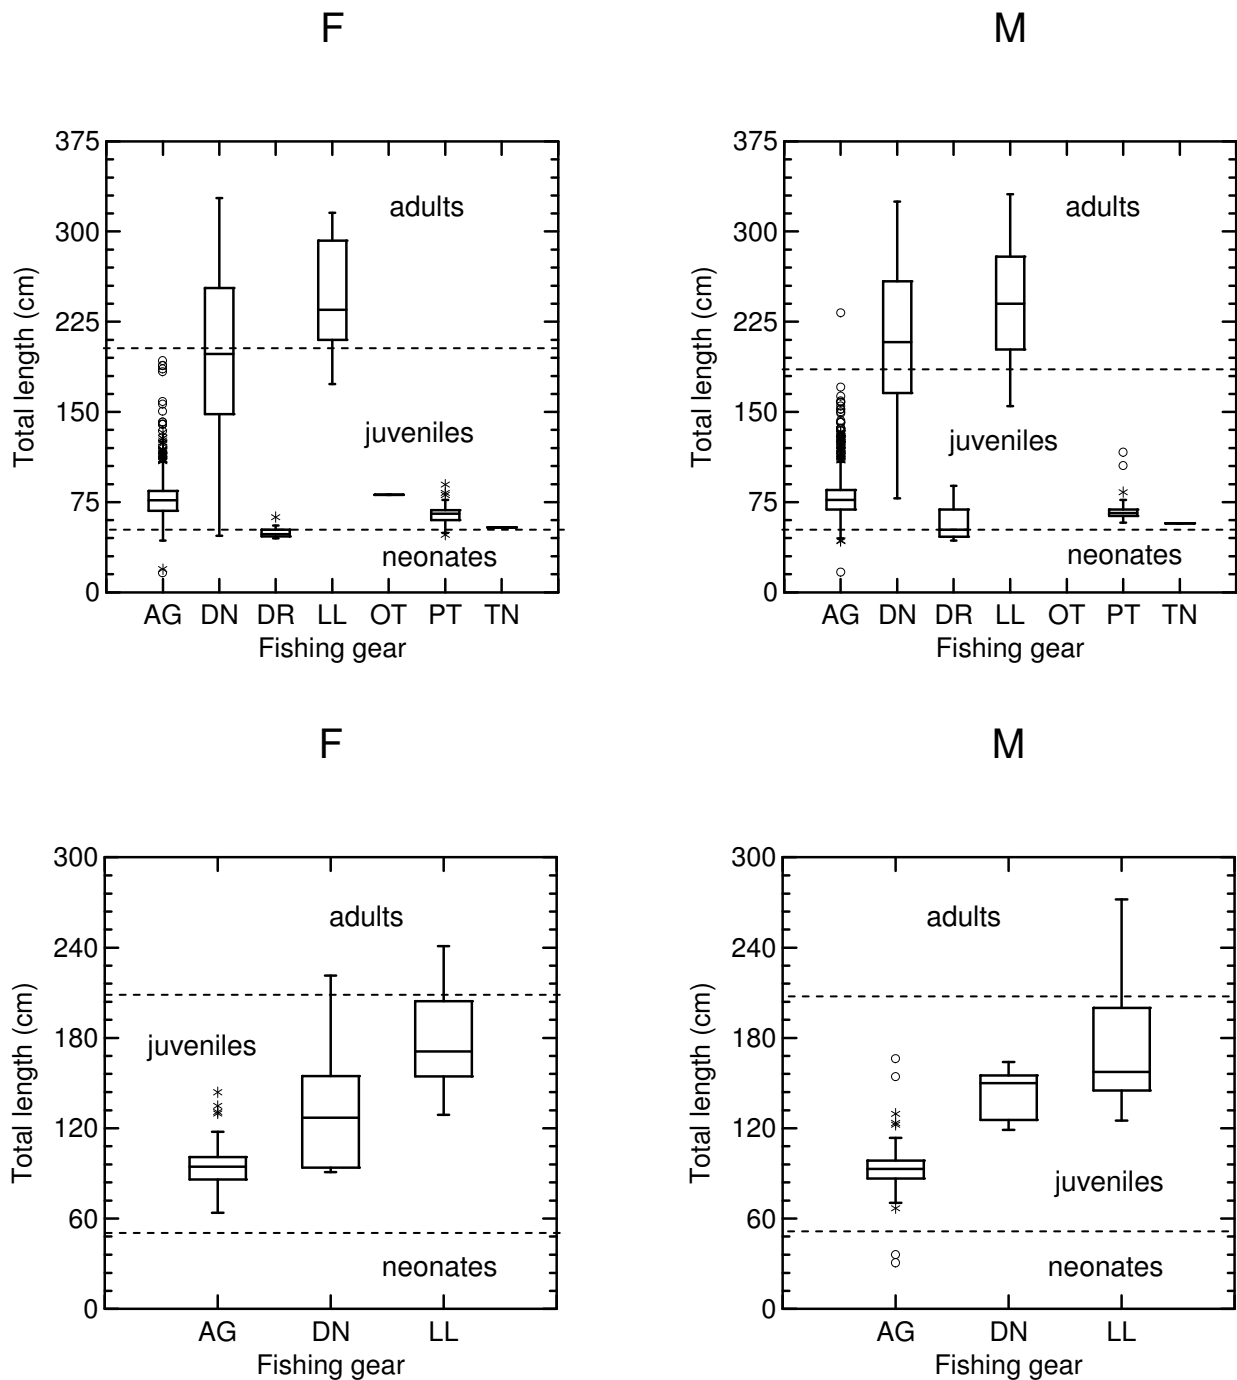 F
375
300
225
150
75
0
Total length (cm)
adults
juveniles
neonates
AG DN DR LL OT PT TN
Fishing gear
M
375
300
225
150
75
0
Total length (cm)
adults
juveniles
neonates
AG DN DR LL OT PT TN
Fishing gear
F
300
240
180
120
60
0
Total length (cm)
adults
juveniles
neonates
AG DN LL
Fishing gear
M
300
240
180
120
60
0
Total length (cm)
adults
juveniles
neonates
AG DN LL
Fishing gear